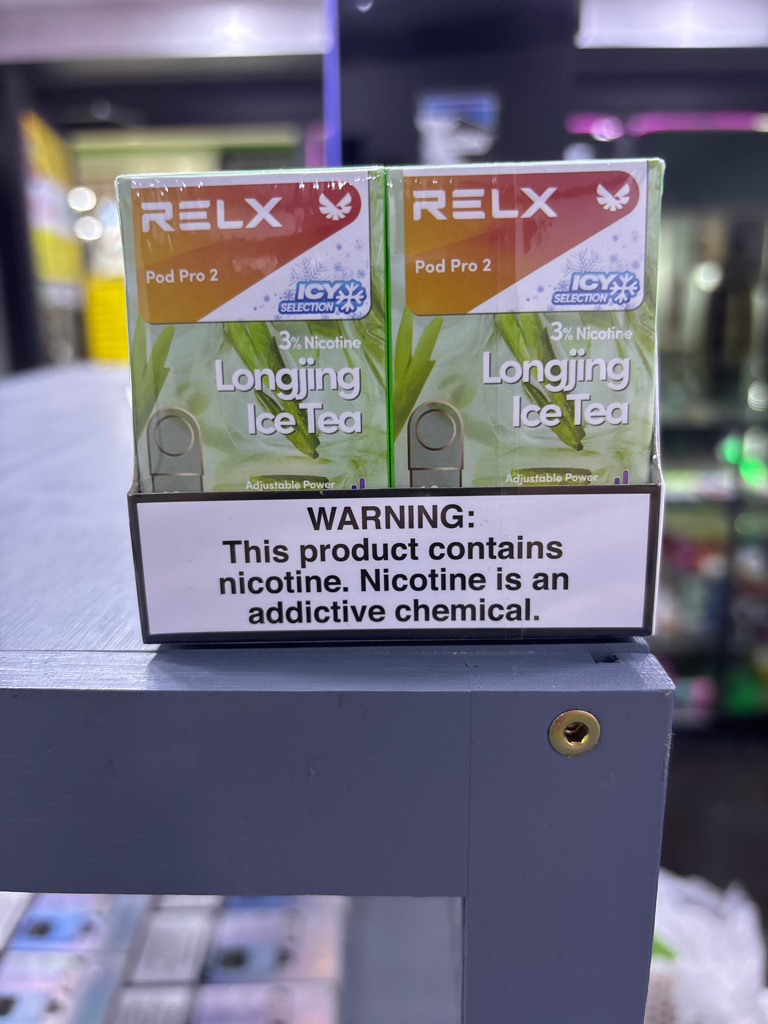 RELX
Pod Pro 2
ICY
SELECTION
3% Nicotine
Longjing
Ice Tea
Adjustable Power
RELX
Pod Pro 2
ICY
SELECTION
3% Nicotine
Longjing
Ice Tea
Adjustable Power
WARNING:
This product contains
nicotine. Nicotine is an
addictive chemical.